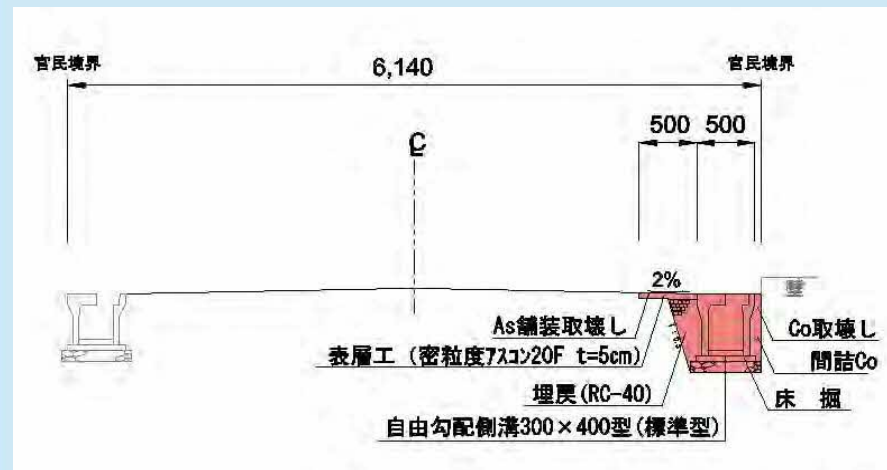 官民境界
官民境界
6,140
500
500
℄
2%
As舗装取壊し
Co取壊し
表層工（密粒度アスコン20F t=5cm）
間詰Co
埋戻(RC-40)
床 掘
自由勾配側溝300×400型(標準型)